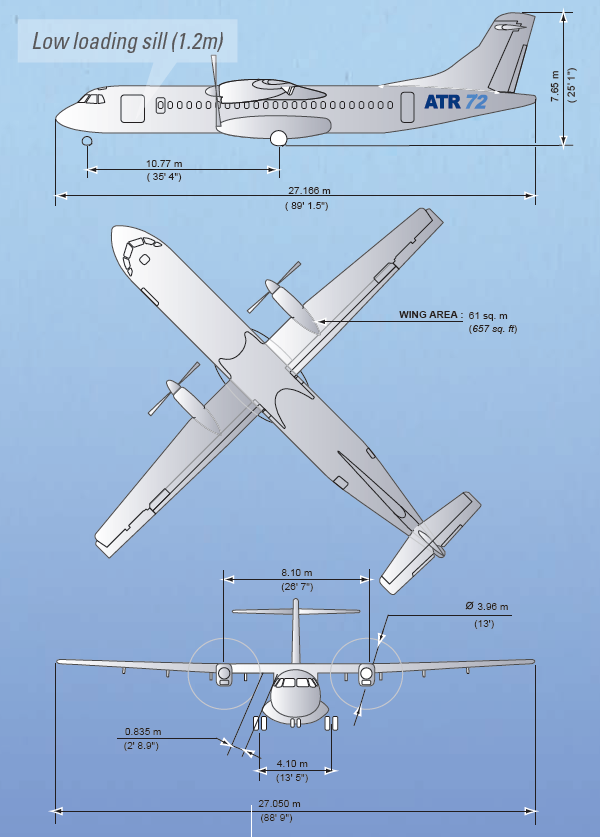 Low loading sill (1.2m)
ATR 72
7.65 m
(25'1")
10.77 m
( 35' 4")
27.166 m
( 89' 1.5")
WING AREA : 61 sq. m
(657 sq. ft)
8.10 m
(26' 7")
Ø 3.96 m
(13')
0.835 m
(2' 8.9")
4.10 m
(13' 5")
27.050 m
(88' 9")